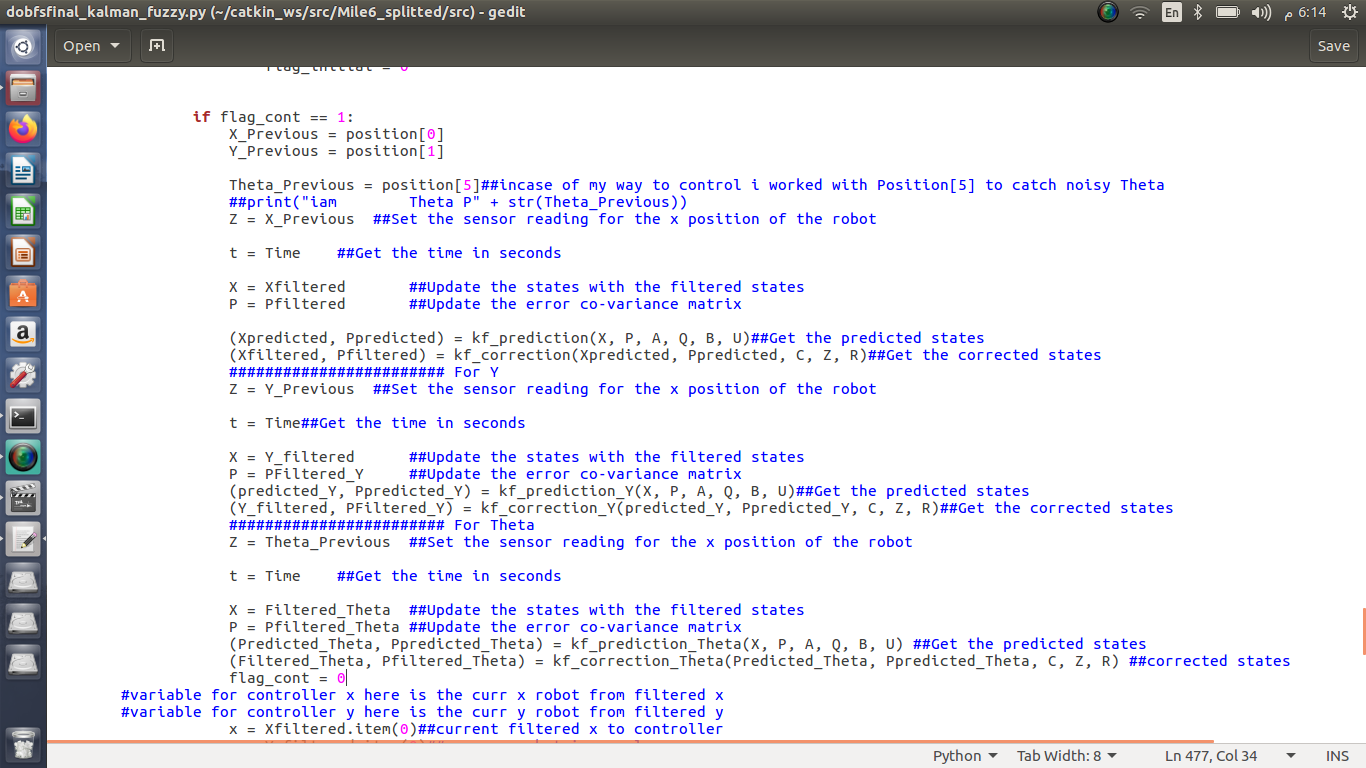 dobfsfinal_kalman_fuzzy.py (~/catkin_ws/src/Mile6_splitted/src) - gedit
En
6:14 م
Open
Save
if flag_cont == 1:
X_Previous = position[0]
Y_Previous = position[1]
Theta_Previous = position[5]##incase of my way to control i worked with Position[5] to catch noisy Theta
##print("iam        Theta P" + str(Theta_Previous))
Z = X_Previous  ##Set the sensor reading for the x position of the robot
t = Time    ##Get the time in seconds
X = Xfiltered       ##Update the states with the filtered states
P = Pfiltered       ##Update the error co-variance matrix
(Xpredicted, Ppredicted) = kf_prediction(X, P, A, Q, B, U)##Get the predicted states
(Xfiltered, Pfiltered) = kf_correction(Xpredicted, Ppredicted, C, Z, R)##Get the corrected states
######################## For Y
Z = Y_Previous  ##Set the sensor reading for the x position of the robot
t = Time##Get the time in seconds
X = Y_filtered      ##Update the states with the filtered states
P = PFiltered_Y     ##Update the error co-variance matrix
(predicted_Y, Ppredicted_Y) = kf_prediction_Y(X, P, A, Q, B, U)##Get the predicted states
(Y_filtered, PFiltered_Y) = kf_correction_Y(predicted_Y, Ppredicted_Y, C, Z, R)##Get the corrected states
######################## For Theta
Z = Theta_Previous  ##Set the sensor reading for the x position of the robot
t = Time    ##Get the time in seconds
X = Filtered_Theta  ##Update the states with the filtered states
P = Pfiltered_Theta ##Update the error co-variance matrix
(Predicted_Theta, Ppredicted_Theta) = kf_prediction_Theta(X, P, A, Q, B, U) ##Get the predicted states
(Filtered_Theta, Pfiltered_Theta) = kf_correction_Theta(Predicted_Theta, Ppredicted_Theta, C, Z, R) ##corrected states
flag_cont = 0
#variable for controller x here is the curr x robot from filtered x
#variable for controller y here is the curr y robot from filtered y
x = Xfiltered.item(0)##current filtered x to controller
Python
Tab Width: 8
Ln 477, Col 34
INS